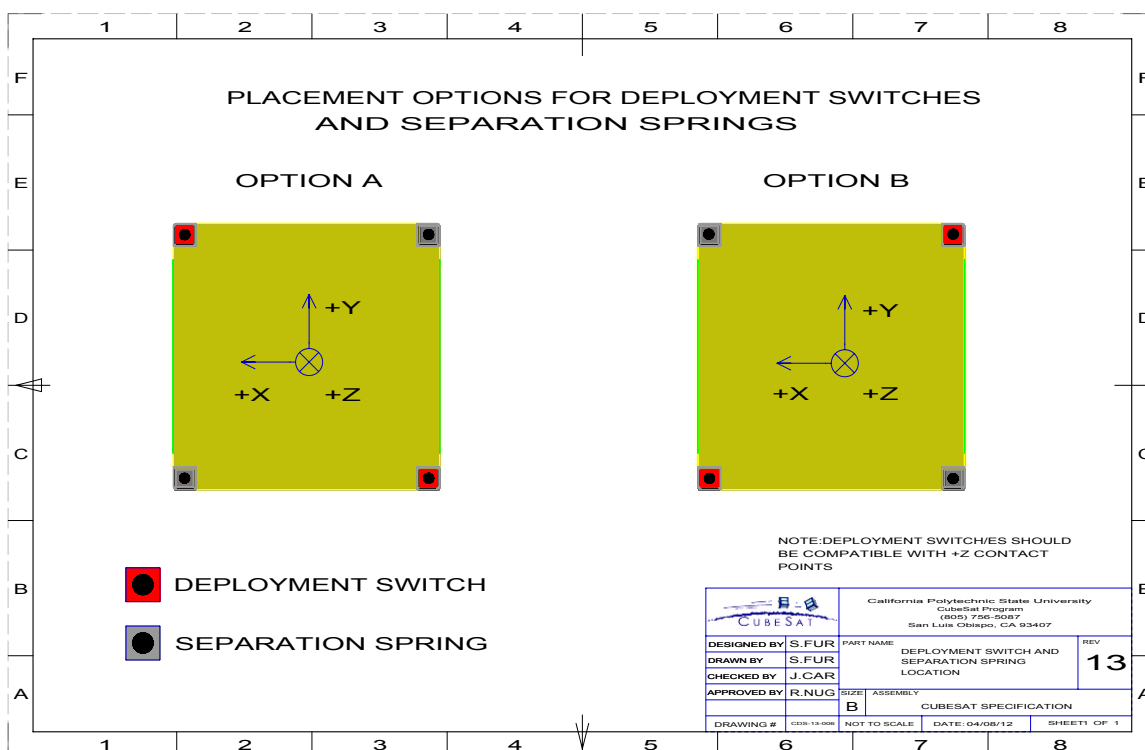 1 2 3 4 5 6 7 8
F F
PLACEMENT OPTIONS FOR DEPLOYMENT SWITCHES
AND SEPARATION SPRINGS
E E
OPTION A OPTION B
D D
+Y +Y
+X +Z +X +Z
C C
NOTE:DEPLOYMENT SWITCH/ES SHOULD
BE COMPATIBLE WITH +Z CONTACT
POINTS
B B
DEPLOYMENT SWITCH
SEPARATION SPRING
A A
CUBESAT
California Polytechnic State University
CubeSat Program
(805) 756-5087
San Luis Obispo, CA 93407
DESIGNED BY S.FUR
DRAWN BY S.FUR
CHECKED BY J.CAR
APPROVED BY R.NUG
PART NAME
DEPLOYMENT SWITCH AND
SEPARATION SPRING
LOCATION
REV
13
SIZE ASSEMBLY
B CUBESAT SPECIFICATION
DRAWING # CDS-13-006 NOT TO SCALE DATE: 04/08/12 SHEET1 OF 1
1 2 3 4 5 6 7 8